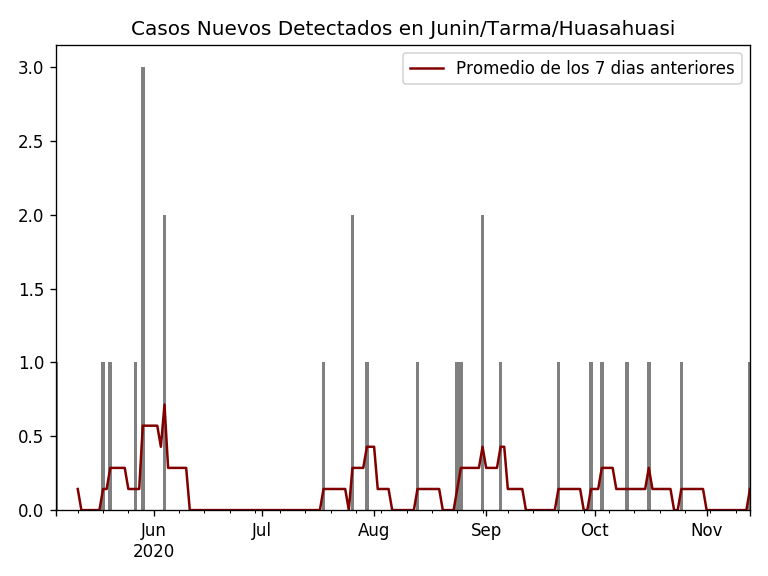 Casos Nuevos Detectados en Junin/Tarma/Huasahuasi
Promedio de los 7 dias anteriores
3.0
2.5
2.0
1.5
1.0
0.5
0.0
Jun Jul Aug Sep Oct Nov
2020